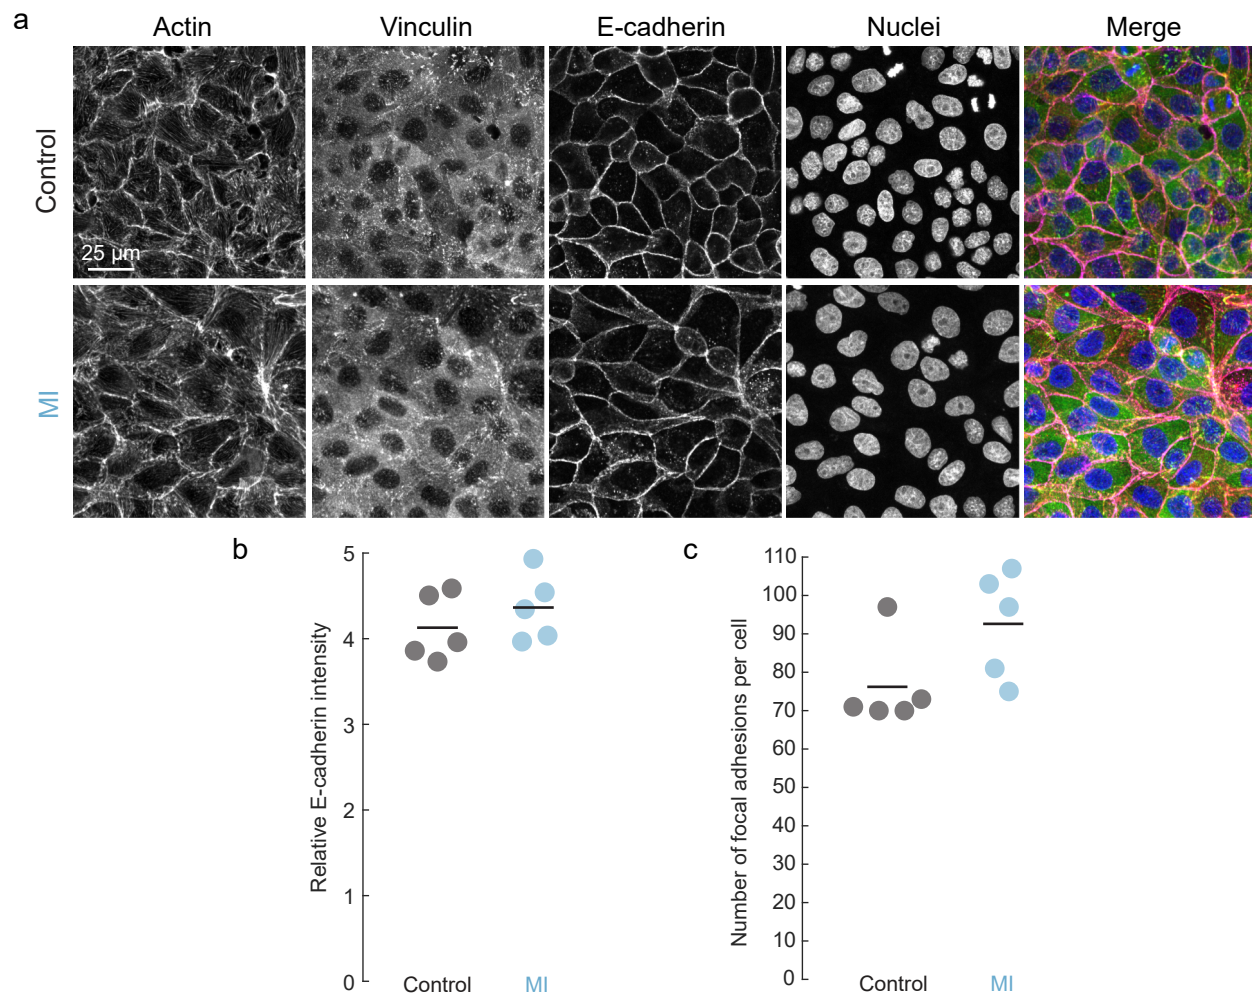 a
Actin Vinculin E-cadherin Nuclei Merge
Control
25 µm
MI
b
Relative E-cadherin intensity
5
4
3
2
1
0
Control MI
c
Number of focal adhesions per cell
110
100
90
80
70
60
50
40
30
20
10
0
Control MI